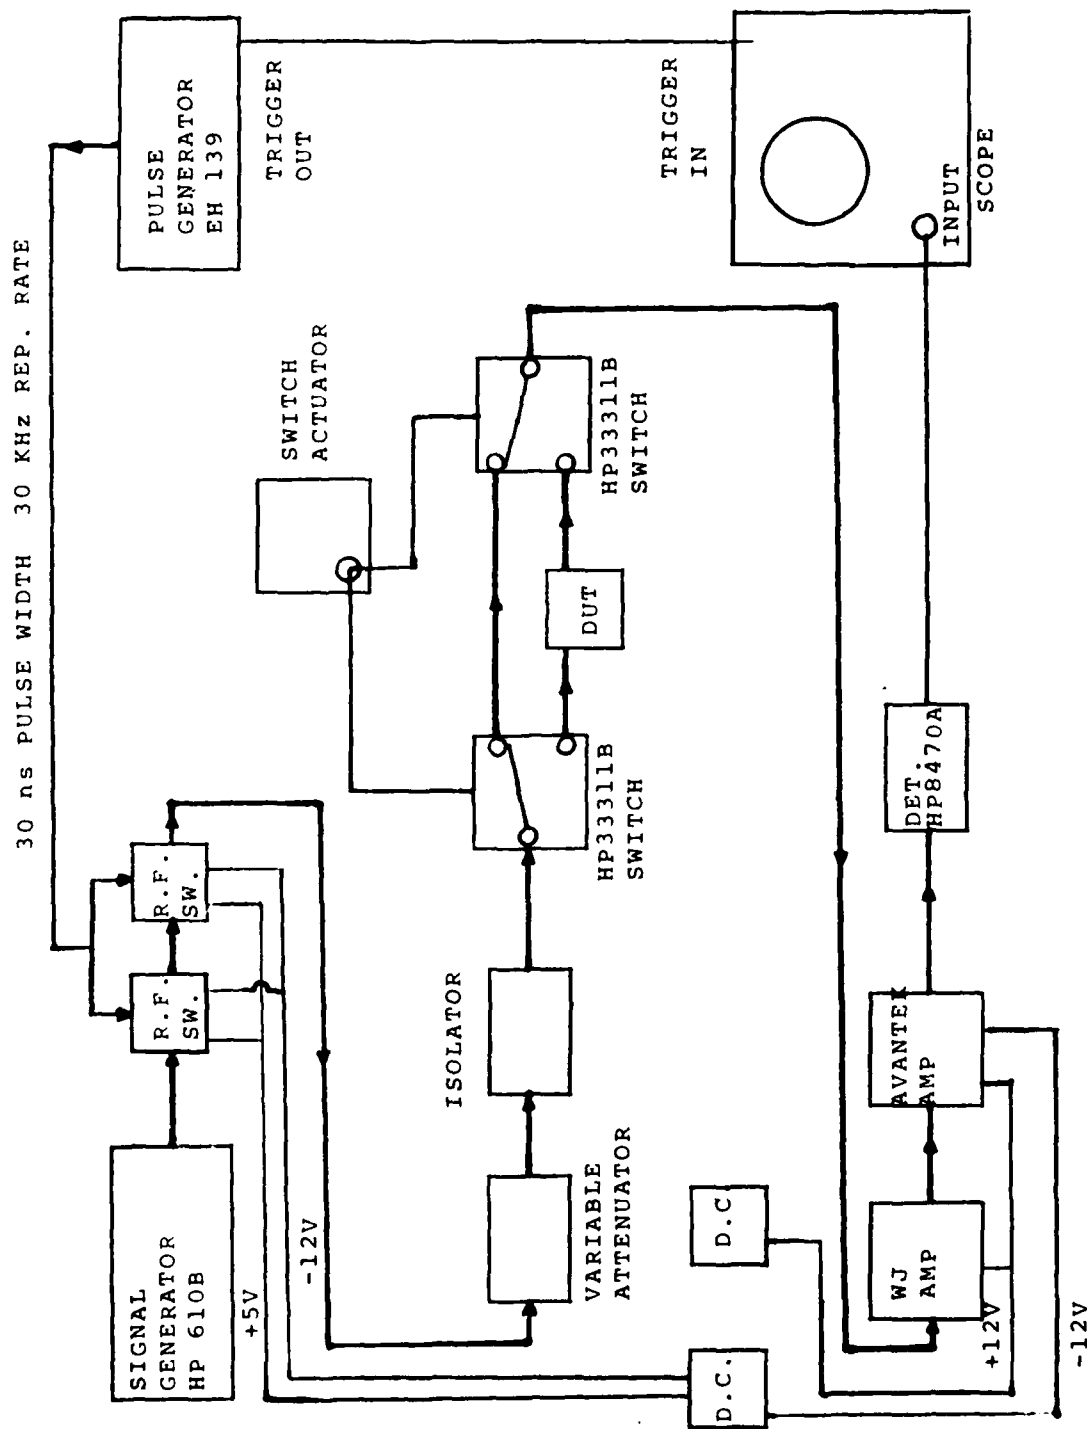 30 ns PULSE WIDTH 30 KHz REP. RATE
SIGNAL
GENERATOR
HP 610B
R.F.
SW.
R.F.
SW.
PULSE
GENERATOR
EH 139
+5V
-12V
TRIGGER
OUT
SWITCH
ACTUATOR
ISOLATOR
VARIABLE
ATTENUATOR
HP33311B
SWITCH
DUT
HP33311B
SWITCH
TRIGGER
IN
D.C.
D.C.
WJ
AMP
AVANTEK
AMP
DET.
HP8470A
INPUT
SCOPE
+12V
-12V